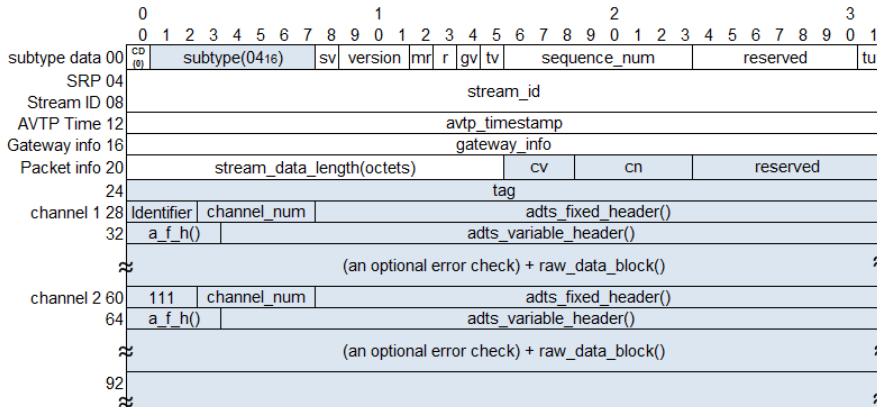 0 1 2 3
0 1 2 3 4 5 6 7 8 9 0 1 2 3 4 5 6 7 8 9 0 1 2 3 4 5 6 7 8 9 0 1
subtype data 00 CD (0) subtype(04₁₆) sv version mr r gv tv sequence_num reserved tu
SRP 04
stream_id
Stream ID 08
AVTP Time 12 avtp_timestamp
Gateway info 16 gateway_info
Packet info 20 stream_data_length(octets) cv cn reserved
24 tag
channel 1 28 Identifier channel_num adts_fixed_header()
32 a_f_h() adts_variable_header()
(an optional error check) + raw_data_block()
channel 2 60 111 channel_num adts_fixed_header()
64 a_f_h() adts_variable_header()
(an optional error check) + raw_data_block()
92